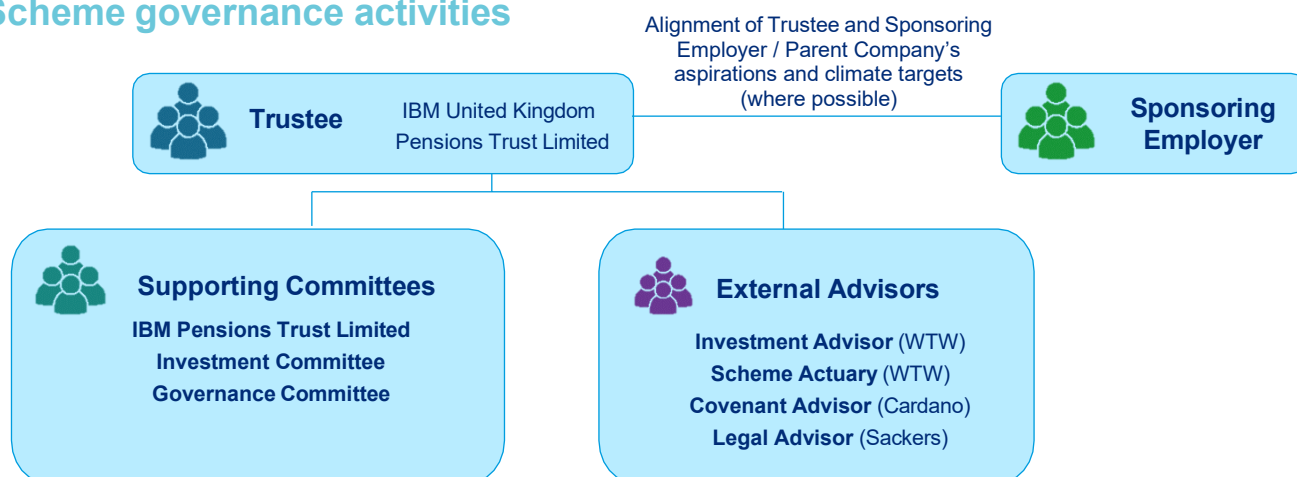 Scheme governance activities
Alignment of Trustee and Sponsoring
Employer / Parent Company's
aspirations and climate targets
(where possible)
Trustee
IBM United Kingdom
Pensions Trust Limited
Sponsoring
Employer
Supporting Committees
IBM Pensions Trust Limited
Investment Committee
Governance Committee
External Advisors
Investment Advisor (WTW)
Scheme Actuary (WTW)
Covenant Advisor (Cardano)
Legal Advisor (Sackers)